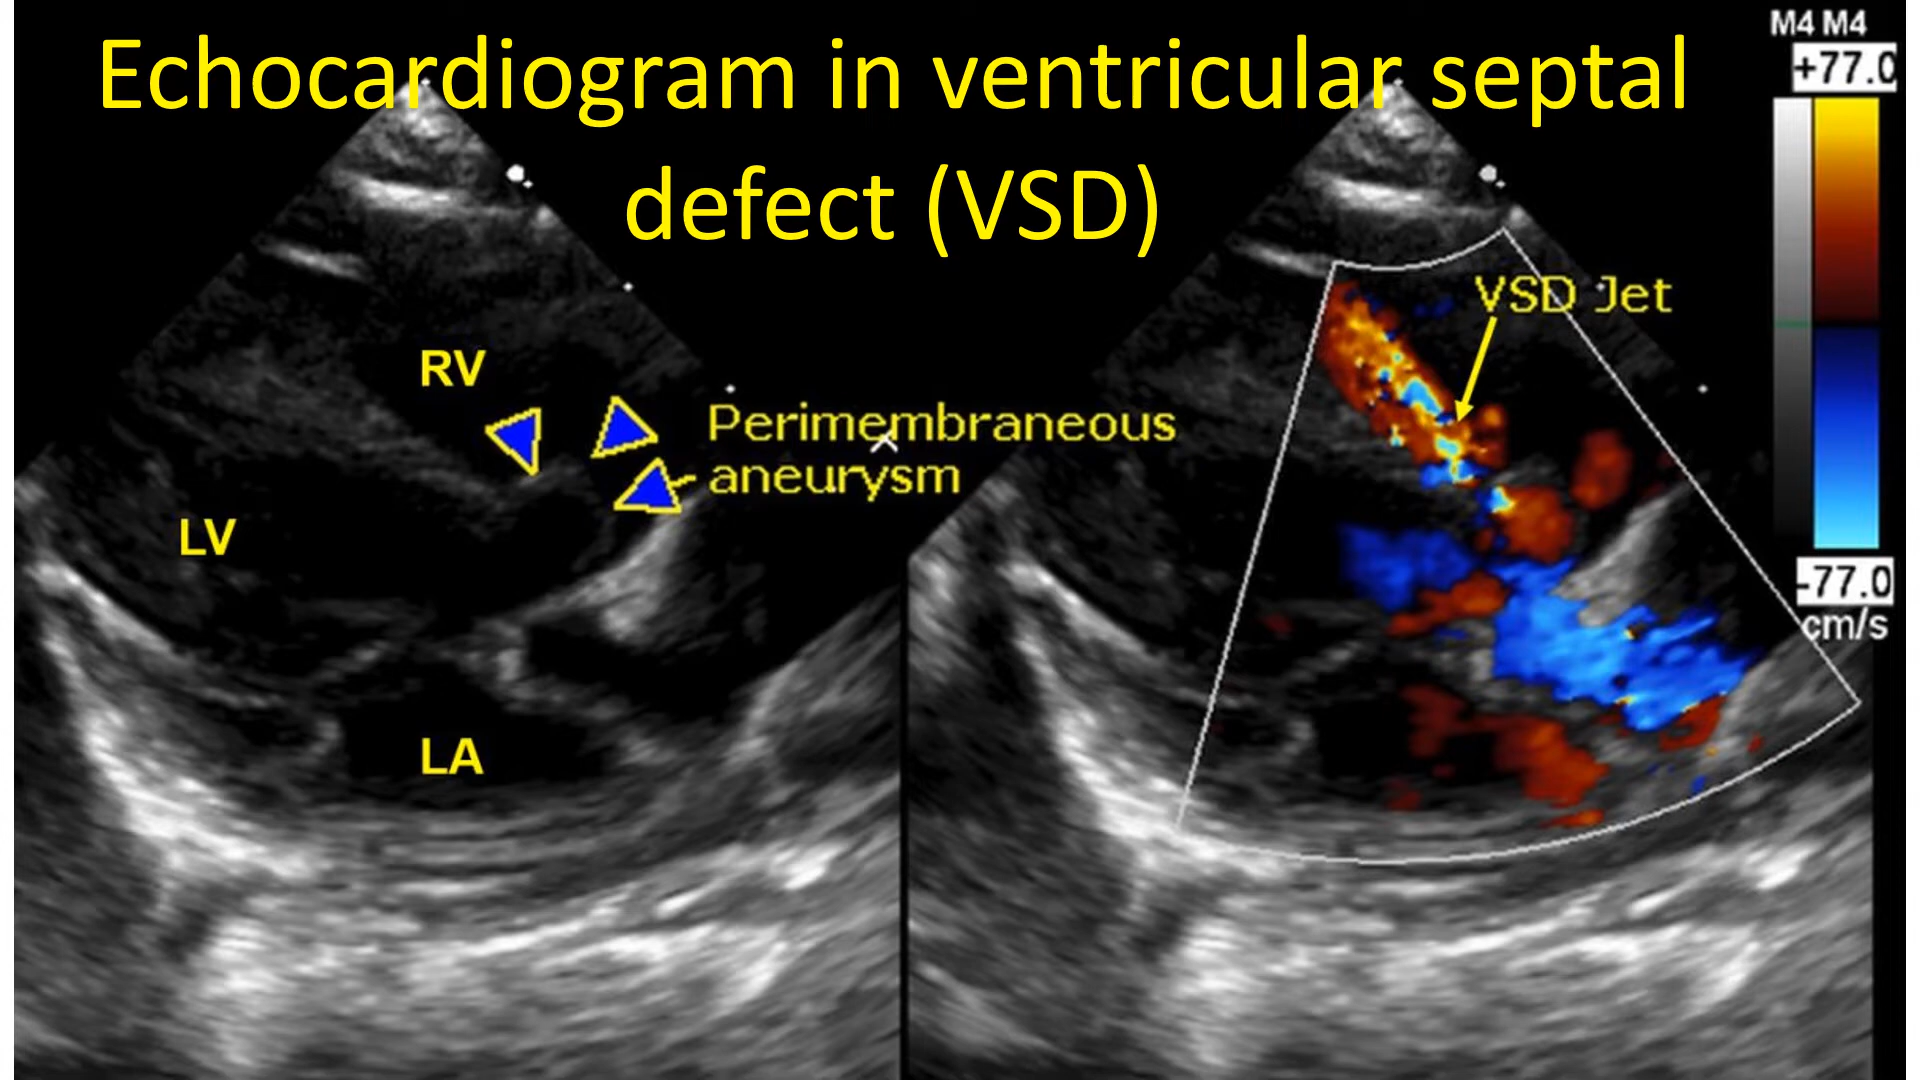 Echocardiogram in ventricular septal
defect (VSD)
M4 M4
+77.0
VSD Jet
RV
Perimembraneous
aneurysm
LV
-77.0
cm/s
LA